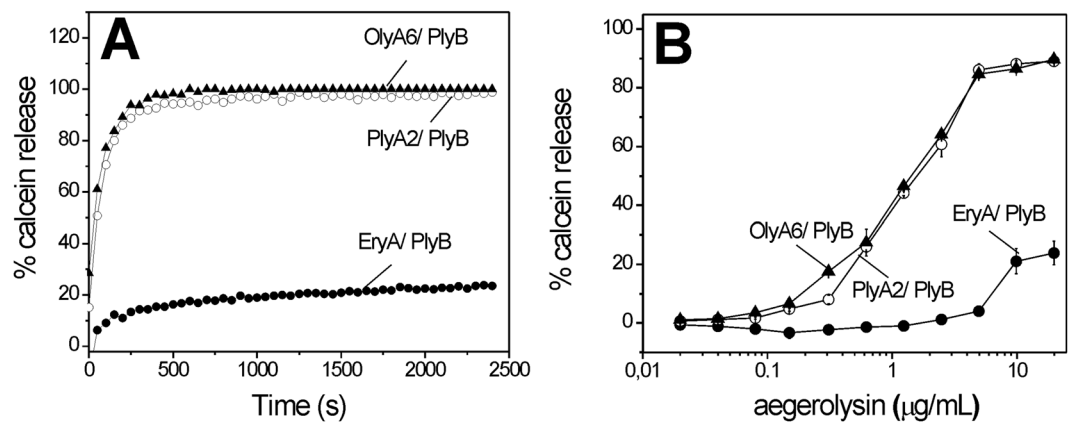 A
120
100
80
60
40
20
0
% calcein release
OlyA6/ PlyB
PlyA2/ PlyB
EryA/ PlyB
0
500
1000
1500
2000
2500
Time (s)
B
100
80
60
40
20
0
% calcein release
EryA/ PlyB
OlyA6/ PlyB
PlyA2/ PlyB
0,01
0.1
1
10
aegerolysin (μg/mL)